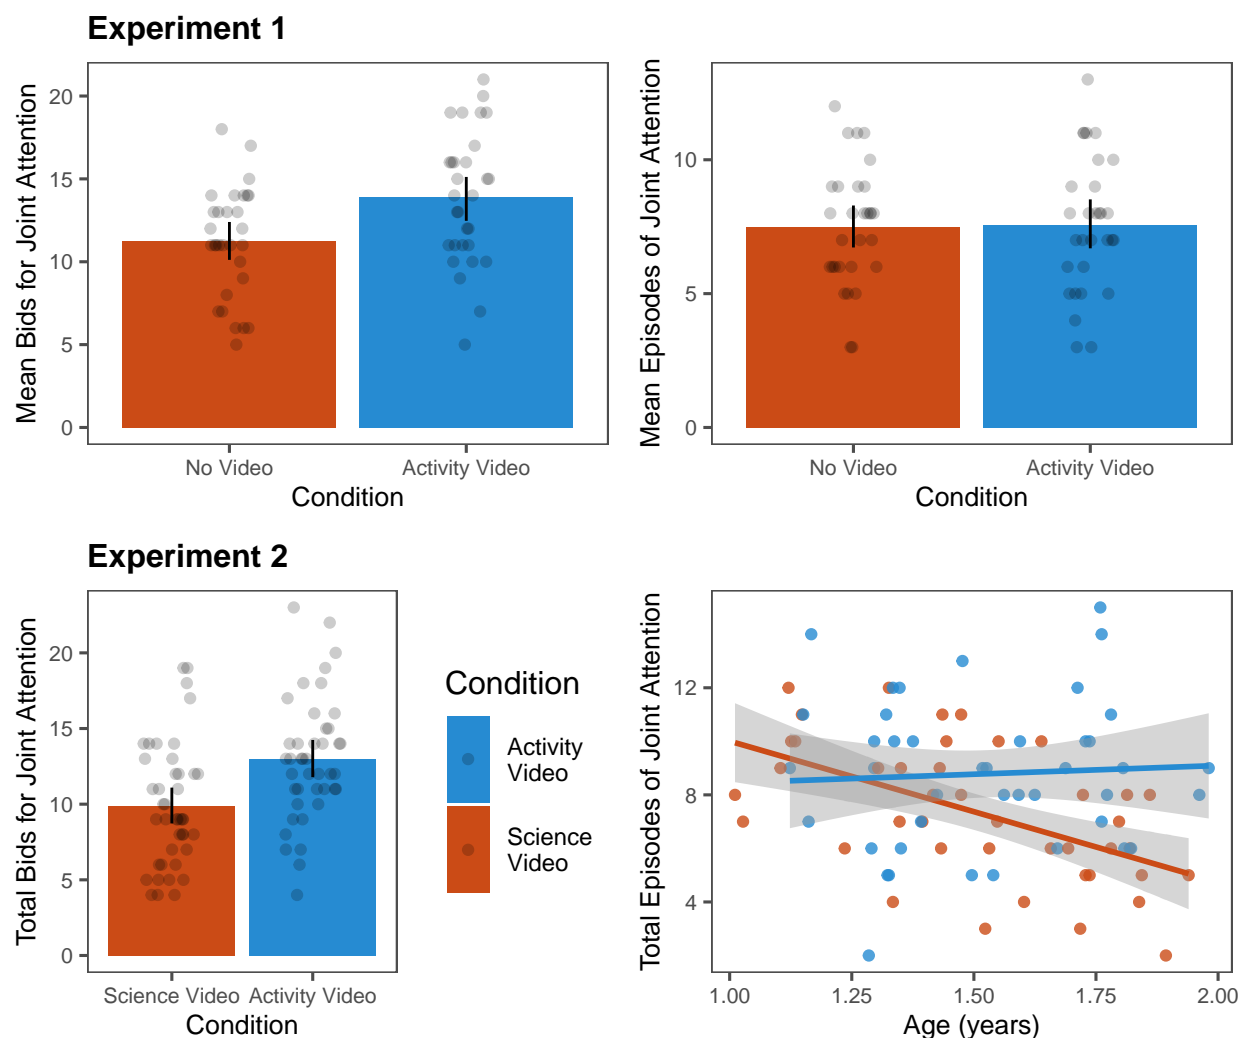 Experiment 1
Mean Bids for Joint Attention
20
15
10
5
0
No Video
Activity Video
Condition
Mean Episodes of Joint Attention
10
5
0
No Video
Activity Video
Condition
Experiment 2
Total Bids for Joint Attention
20
15
10
5
0
Science Video
Activity Video
Condition
Condition
Activity
Video
Science
Video
Total Episodes of Joint Attention
12
8
4
1.00
1.25
1.50
1.75
2.00
Age (years)